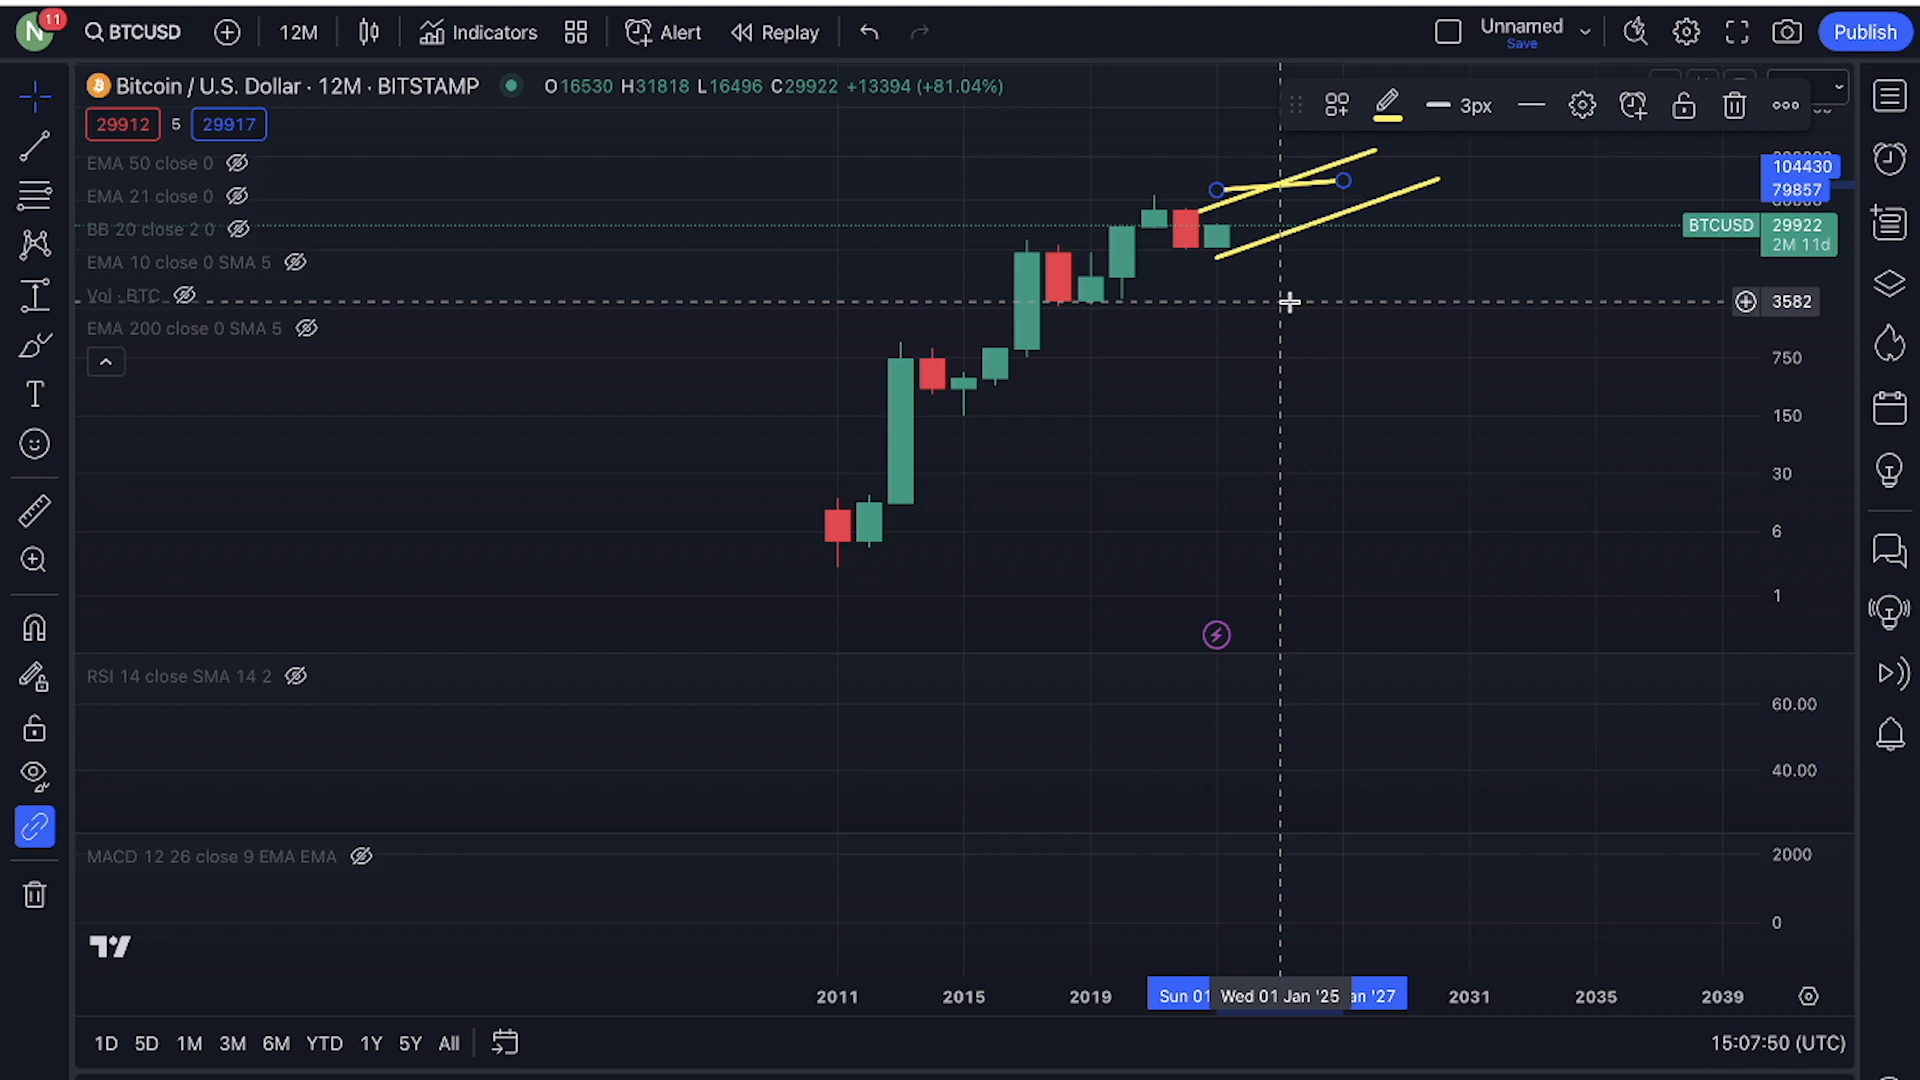 N 11 BTCUSD 12M Indicators Alert Replay Unnamed Save Publish
Bitcoin / U.S. Dollar · 12M · BITSTAMP O16530 H31818 L16496 C29922 +13394 (+81.04%)
3px
29912 5 29917
EMA 50 close 0
EMA 21 close 0
BB 20 close 2 0
EMA 10 close 0 SMA 5
Vol · BTC
EMA 200 close 0 SMA 5
104430
79857
BTCUSD 29922
2M 11d
3582
750
150
30
6
1
RSI 14 close SMA 14 2
60.00
40.00
MACD 12 26 close 9 EMA EMA
2000
0
2011 2015 2019 Sun 01 Wed 01 Jan '25 an '27 2031 2035 2039
1D 5D 1M 3M 6M YTD 1Y 5Y All 15:07:50 (UTC)